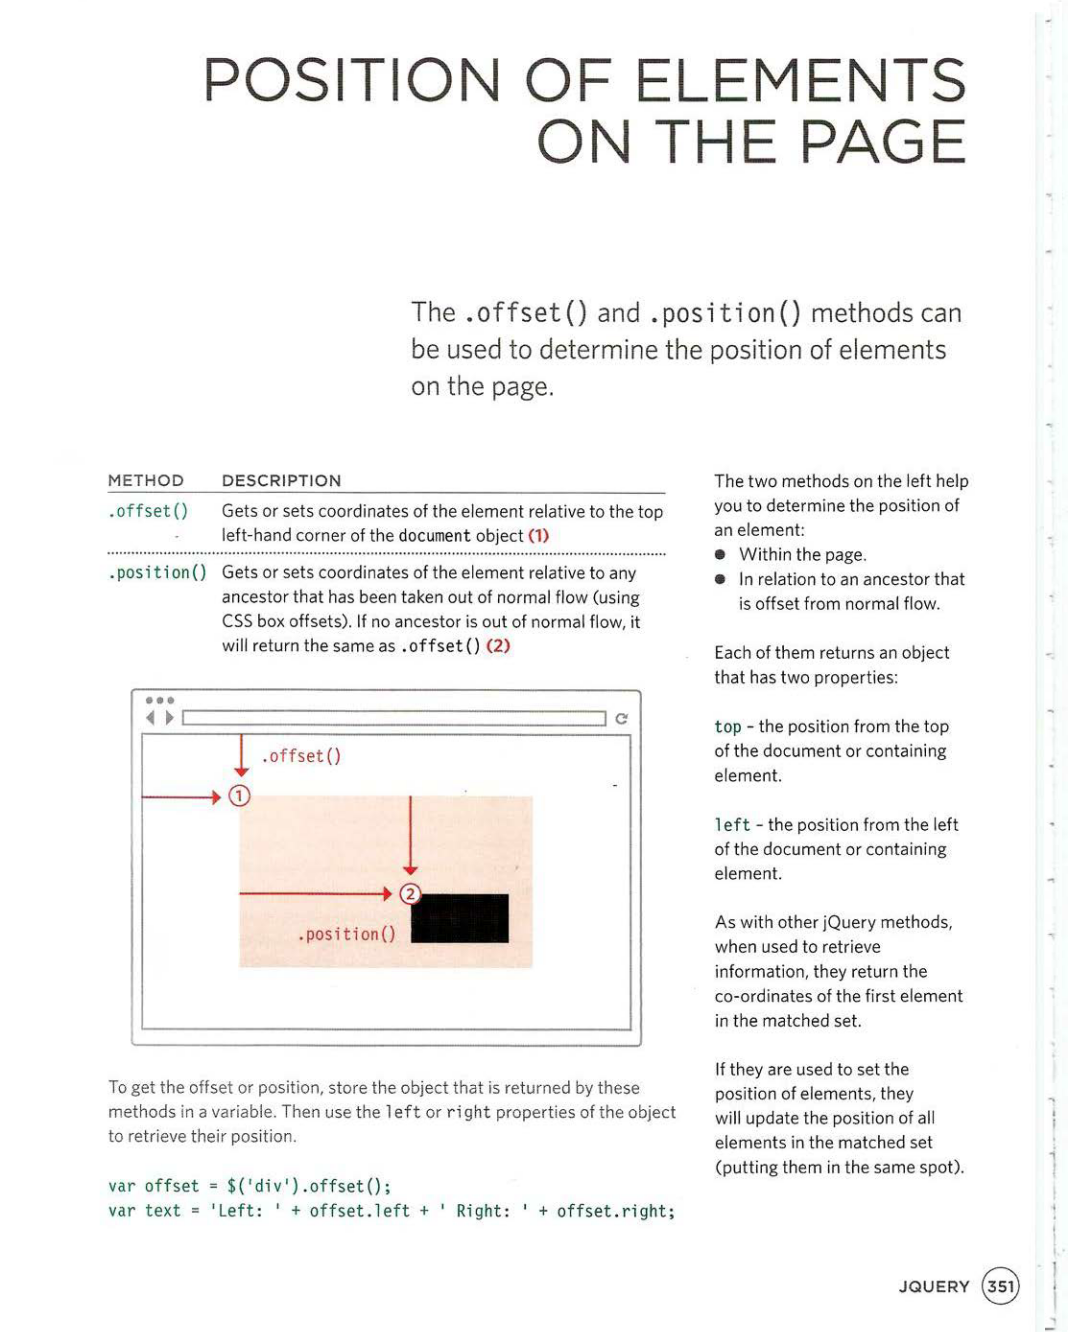 POSITION OF ELEMENTS
ON THE PAGE
The .offset() and .position() methods can
be used to determine the position of elements
on the page.
METHOD DESCRIPTION
.offset() Gets or sets coordinates of the element relative to the top
left-hand corner of the document object (1)
.position() Gets or sets coordinates of the element relative to any
ancestor that has been taken out of normal flow (using
CSS box offsets). If no ancestor is out of normal flow, it
will return the same as .offset() (2)
.offset()
1
2
.position()
To get the offset or position, store the object that is returned by these
methods in a variable. Then use the left or right properties of the object
to retrieve their position.
var offset = $('div').offset();
var text = 'Left: ' + offset.left + ' Right: ' + offset.right;
The two methods on the left help
you to determine the position of
an element:
● Within the page.
● In relation to an ancestor that
is offset from normal flow.
Each of them returns an object
that has two properties:
top - the position from the top
of the document or containing
element.
left - the position from the left
of the document or containing
element.
As with other jQuery methods,
when used to retrieve
information, they return the
co-ordinates of the first element
in the matched set.
If they are used to set the
position of elements, they
will update the position of all
elements in the matched set
(putting them in the same spot).
JQUERY 351